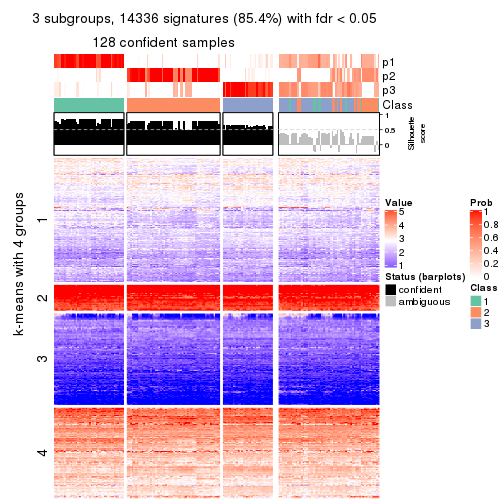 3 subgroups, 14336 signatures (85.4%) with fdr < 0.05
128 confident samples
p1
p2
p3
Class
1
0.5
0
Silhouette
score
k-means with 4 groups
1
2
3
4
Value
5
4
3
2
1
Status (barplots)
confident
ambiguous
Prob
1
0.8
0.6
0.4
0.2
0
Class
1
2
3